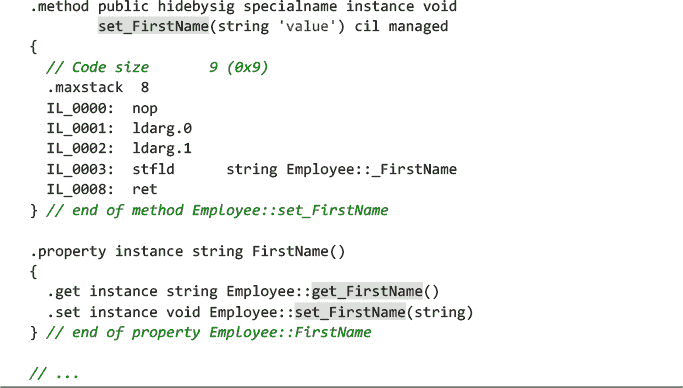 .method public hidebysig specialname instance void
set_FirstName(string 'value') cil managed
{
// Code size 9 (0x9)
.maxstack 8
IL_0000: nop
IL_0001: ldarg.0
IL_0002: ldarg.1
IL_0003: stfld string Employee::_FirstName
IL_0008: ret
} // end of method Employee::set_FirstName
.property instance string FirstName()
{
.get instance string Employee::get_FirstName()
.set instance void Employee::set_FirstName(string)
} // end of property Employee::FirstName
// ...